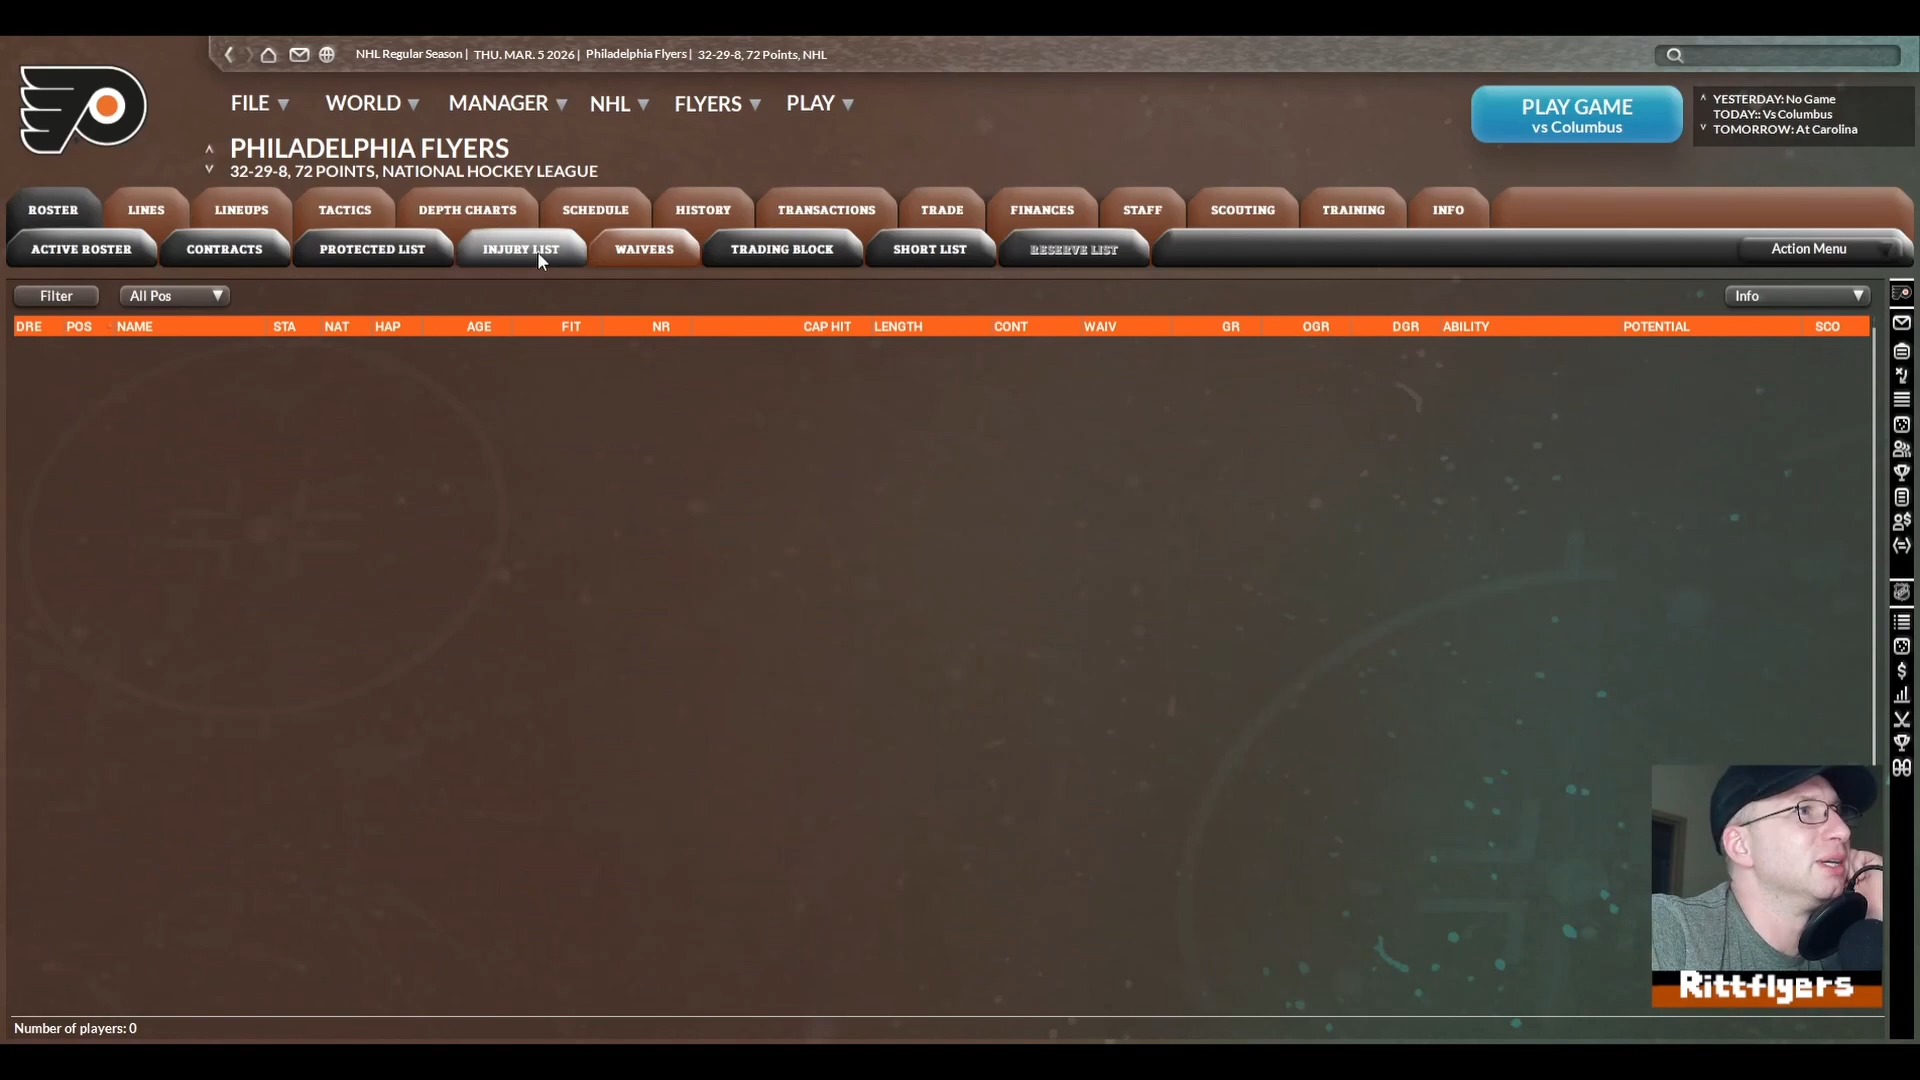 NHL Regular Season | THU. MAR. 5 2026 | Philadelphia Flyers | 32-29-8, 72 Points, NHL
FILE WORLD MANAGER NHL FLYERS PLAY
PLAY GAME
vs Columbus
YESTERDAY: No Game
TODAY:: Vs Columbus
TOMORROW: At Carolina
PHILADELPHIA FLYERS
32-29-8, 72 POINTS, NATIONAL HOCKEY LEAGUE
ROSTER LINES LINEUPS TACTICS DEPTH CHARTS SCHEDULE HISTORY TRANSACTIONS TRADE FINANCES STAFF SCOUTING TRAINING INFO
ACTIVE ROSTER CONTRACTS PROTECTED LIST INJURY LIST WAIVERS TRADING BLOCK SHORT LIST RESERVE LIST Action Menu
Filter All Pos Info
DRE POS NAME STA NAT HAP AGE FIT NR CAP HIT LENGTH CONT WAIV GR OGR DGR ABILITY POTENTIAL SCO
Rittflyers
Number of players: 0